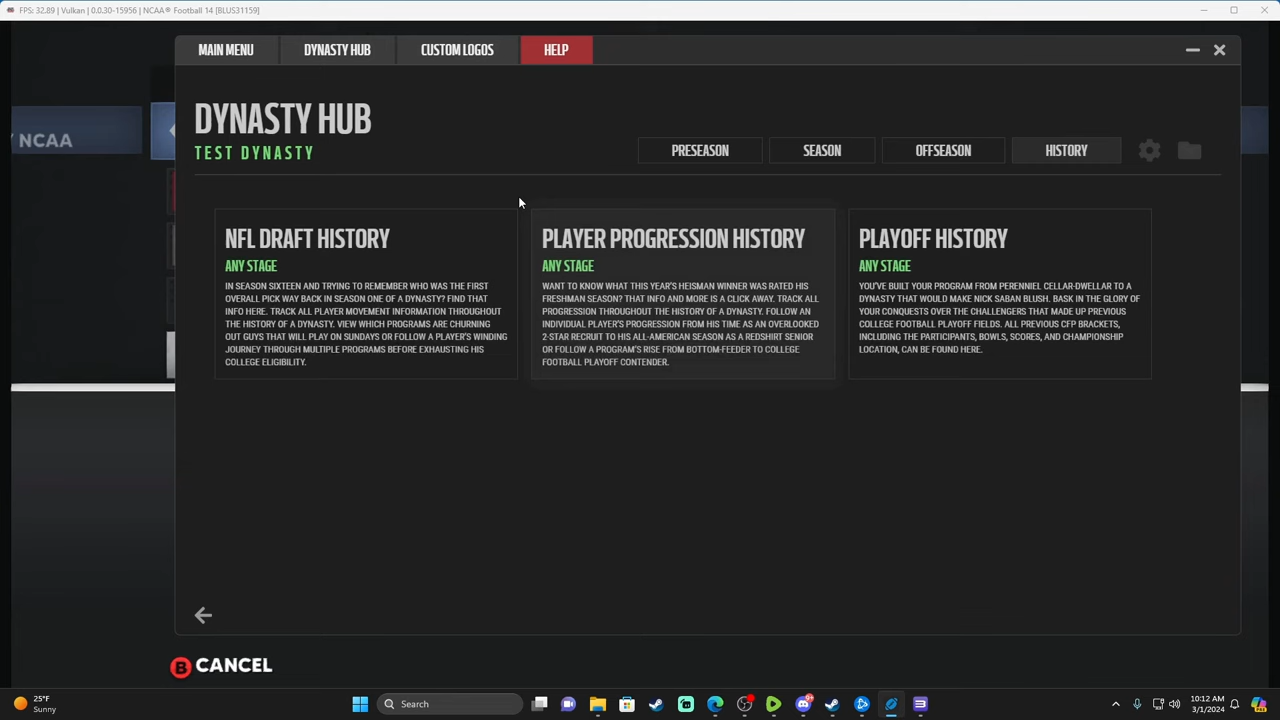 FPS: 32.89 | Vulkan | 0.0.30-15956 | NCAA® Football 14 [BLUS31159]
MAIN MENU
DYNASTY HUB
CUSTOM LOGOS
HELP
DYNASTY HUB
TEST DYNASTY
PRESEASON
SEASON
OFFSEASON
HISTORY
NCAA
NFL DRAFT HISTORY
ANY STAGE
IN SEASON SIXTEEN AND TRYING TO REMEMBER WHO WAS THE FIRST
OVERALL PICK WAY BACK IN SEASON ONE OF A DYNASTY? FIND THAT
INFO HERE. TRACK ALL PLAYER MOVEMENT INFORMATION THROUGHOUT
THE HISTORY OF A DYNASTY. VIEW WHICH PROGRAMS ARE CHURNING
OUT GUYS THAT WILL PLAY ON SUNDAYS OR FOLLOW A PLAYER'S WINDING
JOURNEY THROUGH MULTIPLE PROGRAMS BEFORE EXHAUSTING HIS
COLLEGE ELIGIBILITY.
PLAYER PROGRESSION HISTORY
ANY STAGE
WANT TO KNOW WHAT THIS YEAR'S HEISMAN WINNER WAS RATED HIS
FRESHMAN SEASON? THAT INFO AND MORE IS A CLICK AWAY. TRACK ALL
PROGRESSION THROUGHOUT THE HISTORY OF A DYNASTY. FOLLOW AN
INDIVIDUAL PLAYER'S PROGRESSION FROM HIS TIME AS AN OVERLOOKED
2-STAR RECRUIT TO HIS ALL-AMERICAN SEASON AS A REDSHIRT SENIOR
OR FOLLOW A PROGRAM'S RISE FROM BOTTOM-FEEDER TO COLLEGE
FOOTBALL PLAYOFF CONTENDER.
PLAYOFF HISTORY
ANY STAGE
YOU'VE BUILT YOUR PROGRAM FROM PERENNIEL CELLAR-DWELLAR TO A
DYNASTY THAT WOULD MAKE NICK SABAN BLUSH. BASK IN THE GLORY OF
YOUR CONQUESTS OVER THE CHALLENGERS THAT MADE UP PREVIOUS
COLLEGE FOOTBALL PLAYOFF FIELDS. ALL PREVIOUS CFP BRACKETS,
INCLUDING THE PARTICIPANTS, BOWLS, SCORES, AND CHAMPIONSHIP
LOCATION, CAN BE FOUND HERE.
B CANCEL
25°F
Sunny
Search
10:12 AM
3/1/2024